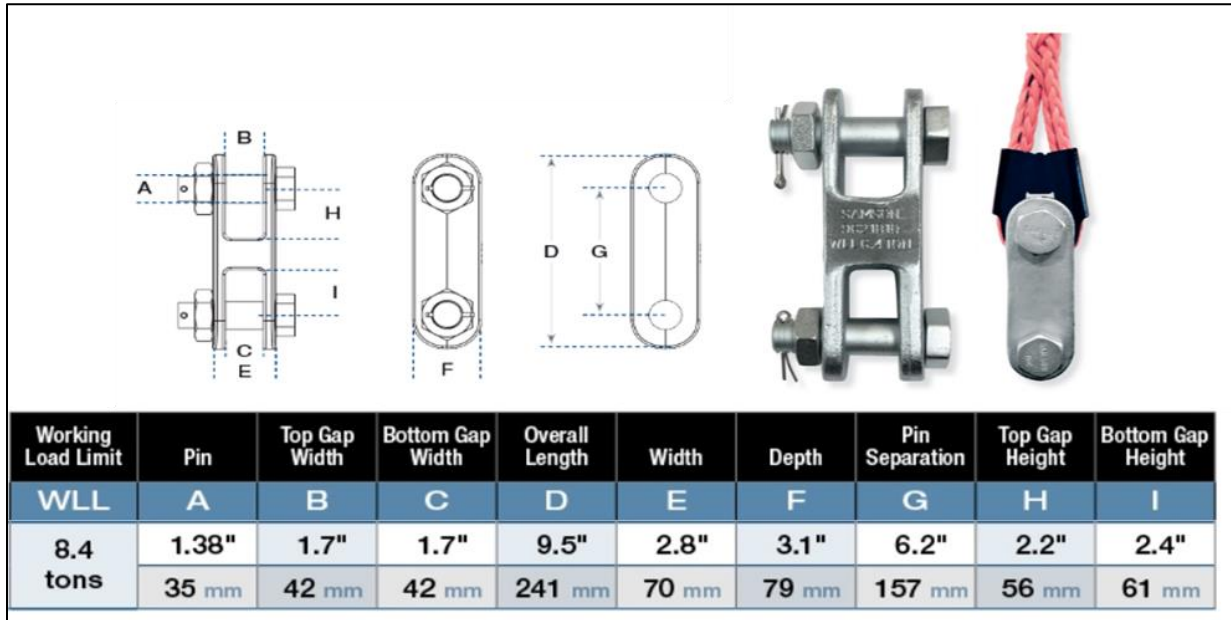 B
A
H
I
C
E
F
D
G
SAMSON
Working Load Limit
Pin
Top Gap Width
Bottom Gap Width
Overall Length
Width
Depth
Pin Separation
Top Gap Height
Bottom Gap Height
WLL A B C D E F G H I
8.4 tons
1.38" 1.7" 1.7" 9.5" 2.8" 3.1" 6.2" 2.2" 2.4"
35 mm 42 mm 42 mm 241 mm 70 mm 79 mm 157 mm 56 mm 61 mm